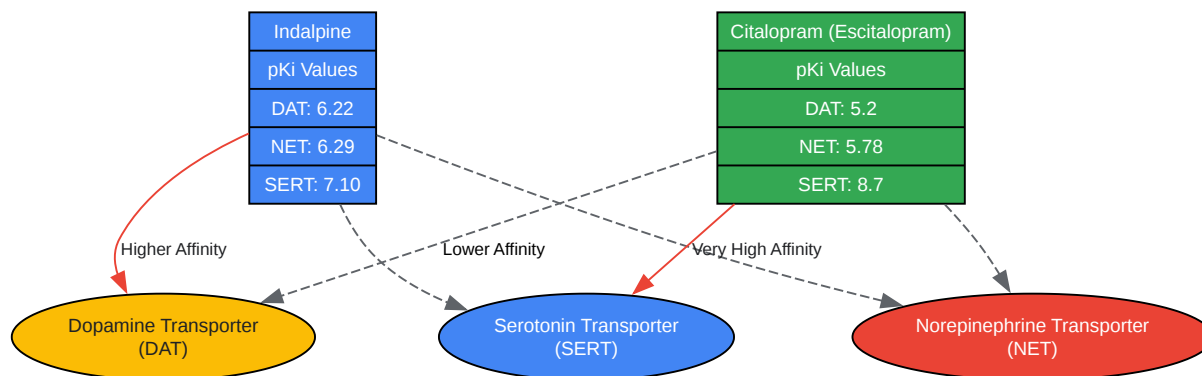 Indalpine
pKi Values
DAT: 6.22
NET: 6.29
SERT: 7.10
Citalopram (Escitalopram)
pKi Values
DAT: 5.2
NET: 5.78
SERT: 8.7
Higher Affinity
Lower Affinity
Very High Affinity
Dopamine Transporter
(DAT)
Serotonin Transporter
(SERT)
Norepinephrine Transporter
(NET)